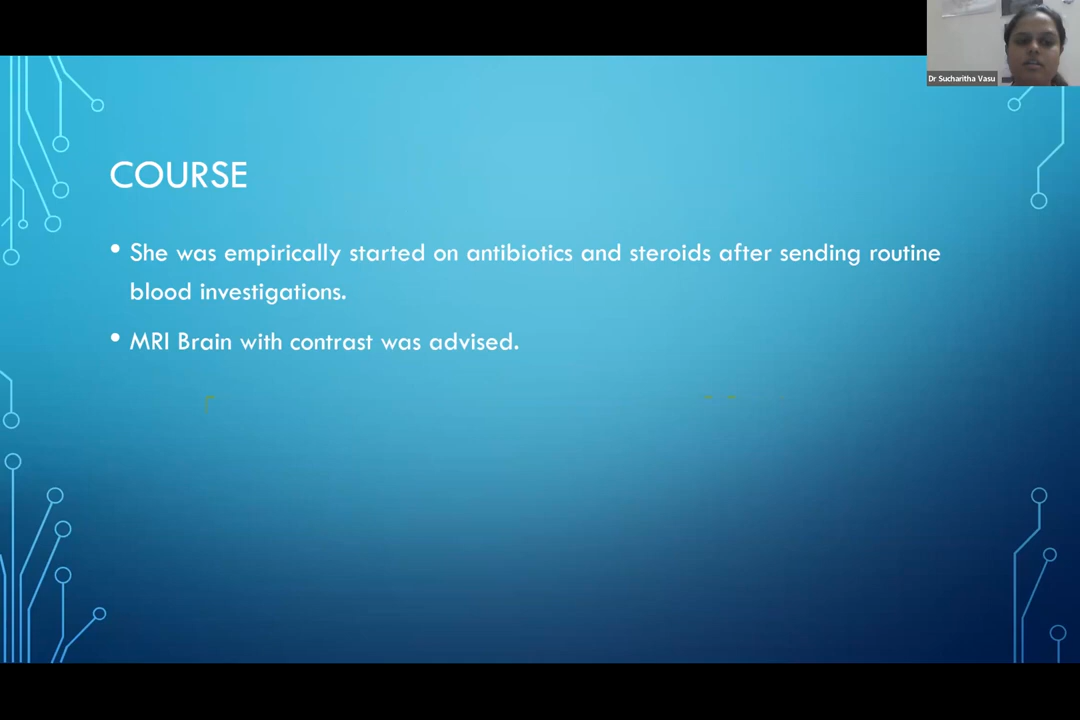 Dr Sucharitha Vasu
COURSE
• She was empirically started on antibiotics and steroids after sending routine
blood investigations.
• MRI Brain with contrast was advised.